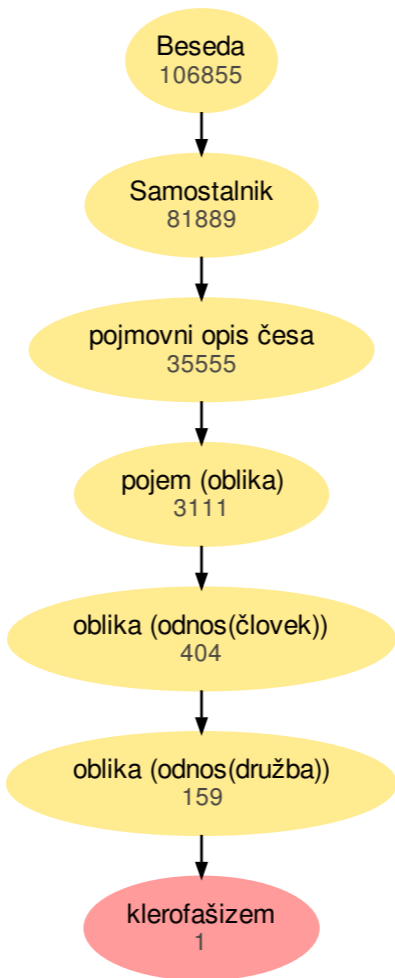 Beseda
106855
Samostalnik
81889
pojmovni opis česa
35555
pojem (oblika)
3111
oblika (odnos(človek))
404
oblika (odnos(družba))
159
klerofašizem
1